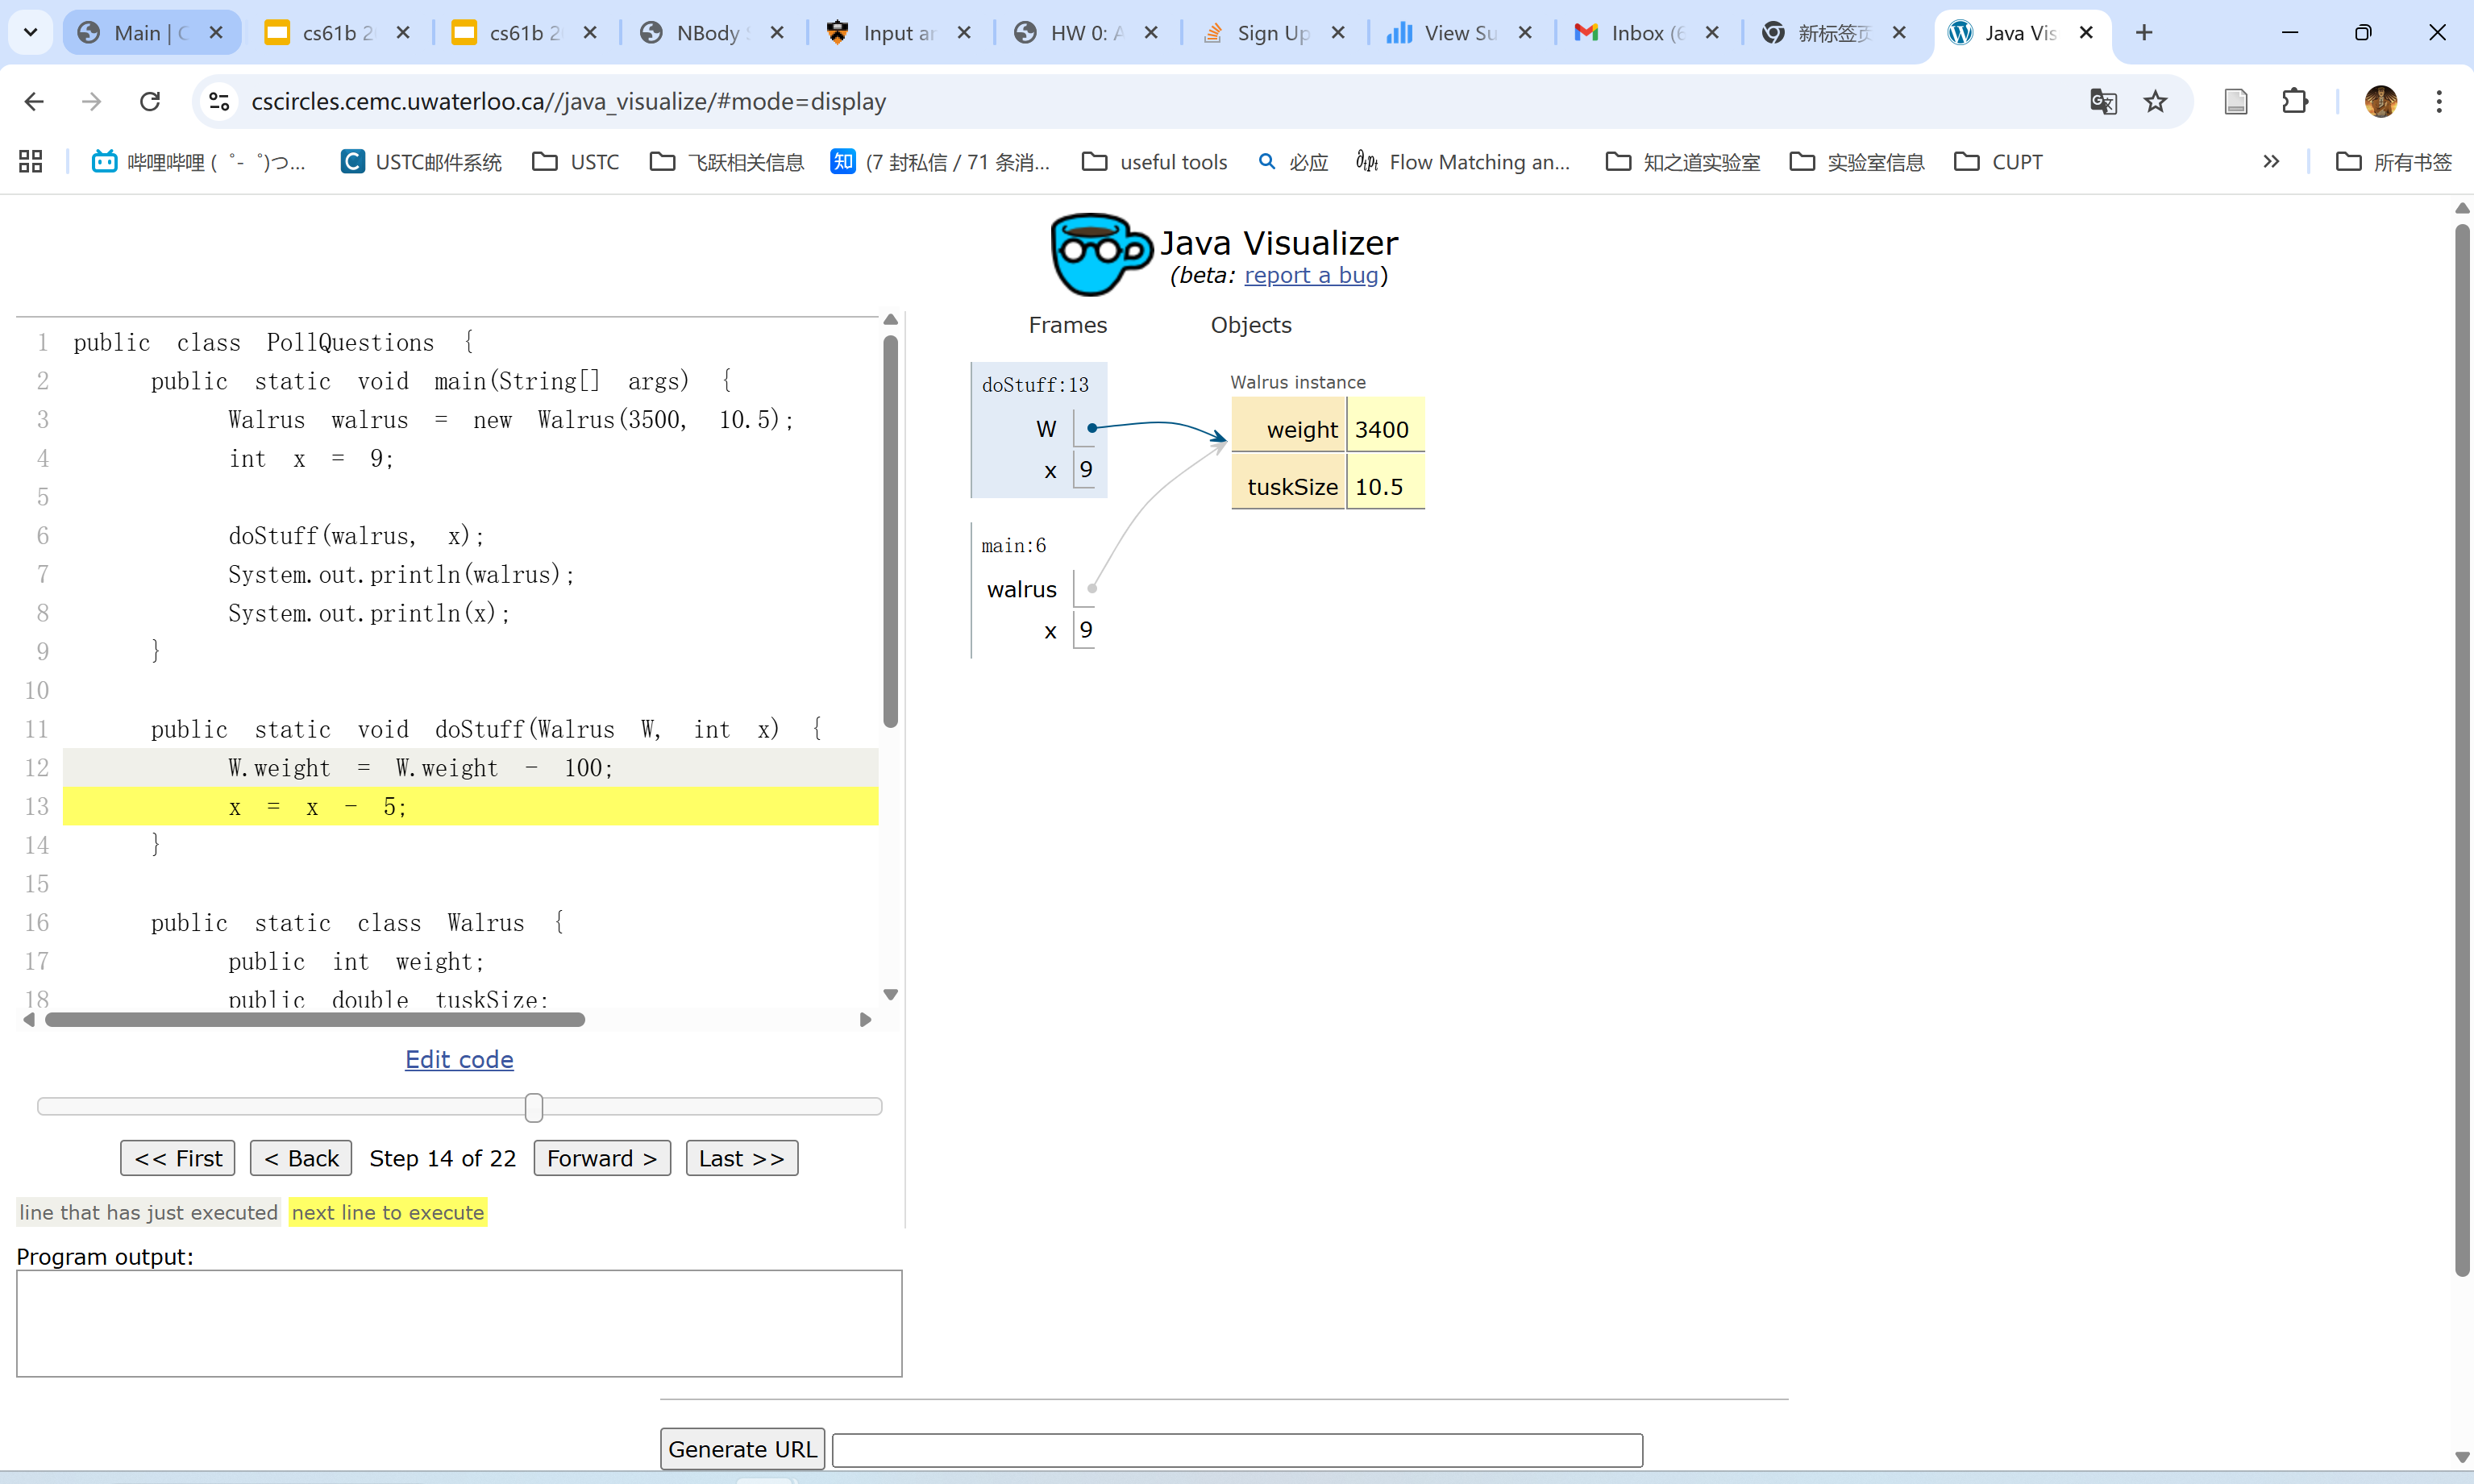 Main | C
cs61b 2
cs61b 2
NBody S
Input an
HW 0: A
Sign Up
View Su
Inbox (6
新标签页
Java Vis
cscircles.cemc.uwaterloo.ca//java_visualize/#mode=display
哔哩哔哩 ( ゜- ゜)つ...
USTC邮件系统
USTC
飞跃相关信息
知 (7 封私信 / 71 条消...
useful tools
必应
Flow Matching an...
知之道实验室
实验室信息
CUPT
所有书签
Java Visualizer
(beta: report a bug)
Frames
Objects
1 public class PollQuestions {
2 public static void main(String[] args) {
3 Walrus walrus = new Walrus(3500, 10.5);
4 int x = 9;
5
6 doStuff(walrus, x);
7 System.out.println(walrus);
8 System.out.println(x);
9 }
10
11 public static void doStuff(Walrus W, int x) {
12 W.weight = W.weight - 100;
13 x = x - 5;
14 }
15
16 public static class Walrus {
17 public int weight;
18 public double tuskSize;
doStuff:13
W
x 9
main:6
walrus
x 9
Walrus instance
weight 3400
tuskSize 10.5
Edit code
<< First
< Back
Step 14 of 22
Forward >
Last >>
line that has just executed next line to execute
Program output:
Generate URL